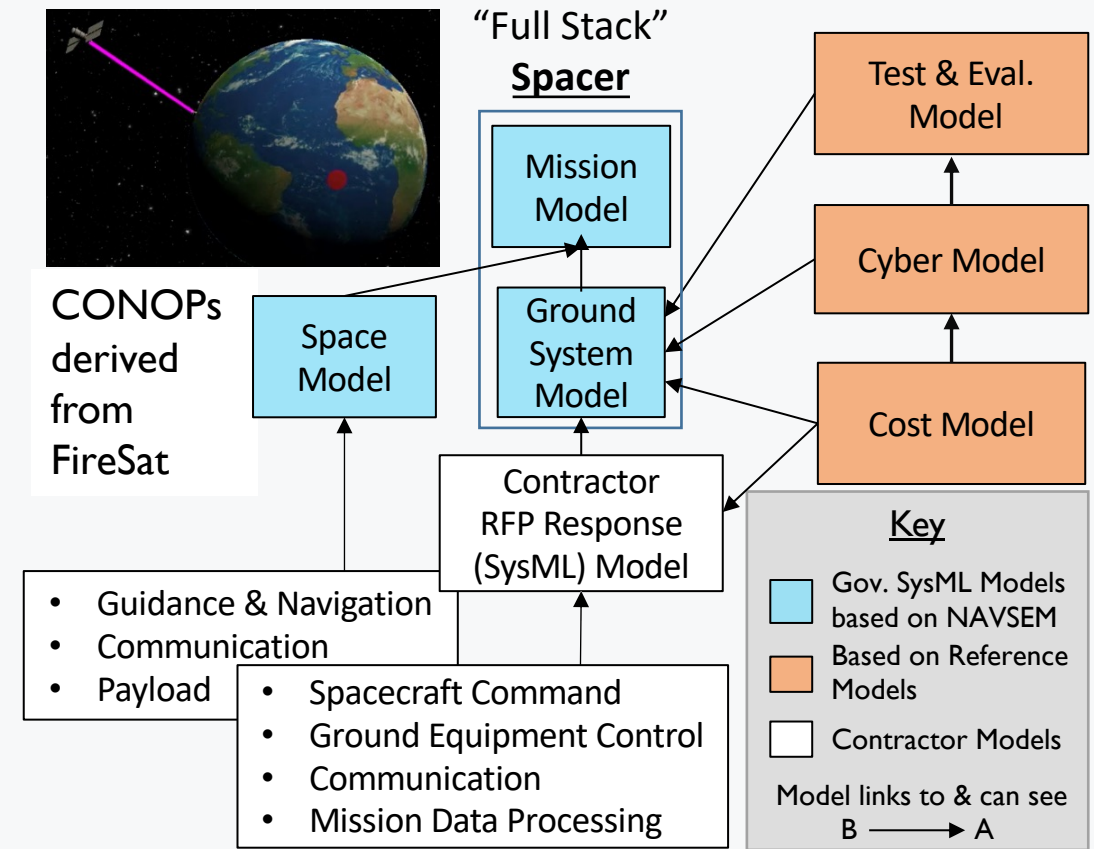 “Full Stack”
Spacer
Mission
Model
Ground
System
Model
Space
Model
CONOPs
derived
from
FireSat
Test & Eval.
Model
Cyber Model
Cost Model
Contractor
RFP Response
(SysML) Model
• Guidance & Navigation
• Communication
• Payload
• Spacecraft Command
• Ground Equipment Control
• Communication
• Mission Data Processing
Key
Gov. SysML Models
based on NAVSEM
Based on Reference
Models
Contractor Models
Model links to & can see
B A